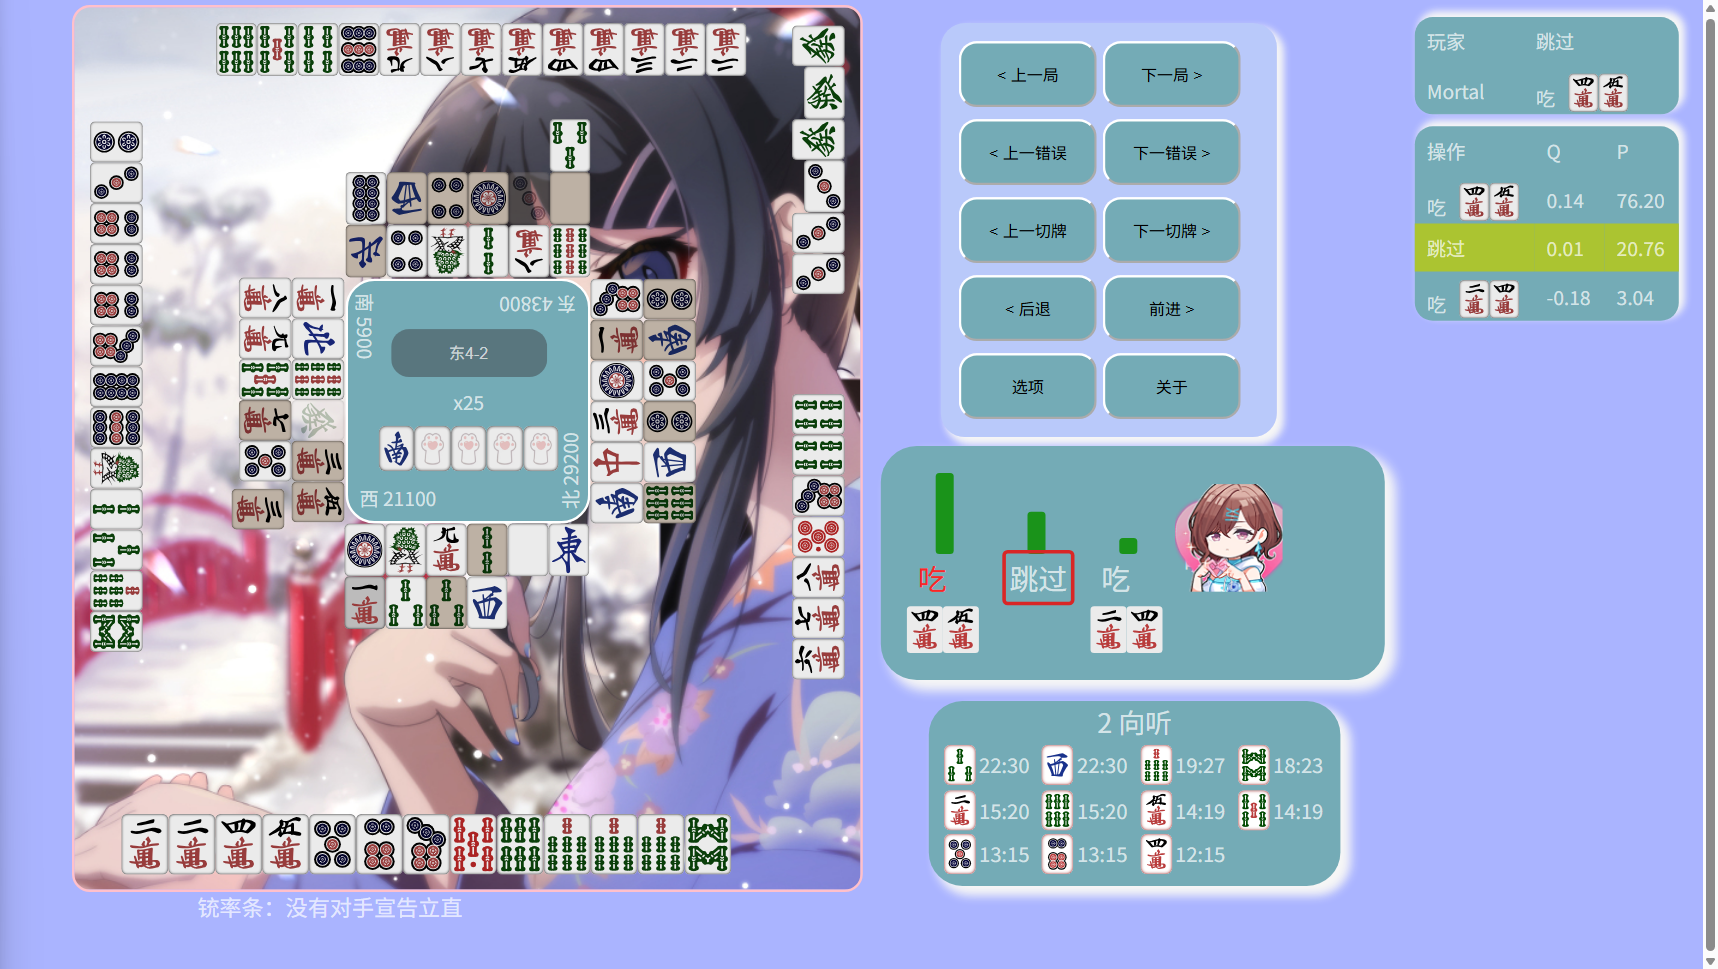 东 43800
南 5900
东4-2
x25
北 29200
西 21100
铳率条：没有对手宣告立直
< 上一局
下一局 >
< 上一错误
下一错误 >
< 上一切牌
下一切牌 >
< 后退
前进 >
选项
关于
玩家 跳过
Mortal 吃
操作 Q P
吃 0.14 76.20
跳过 0.01 20.76
吃 -0.18 3.04
吃 跳过 吃
2 向听
22:30 22:30 19:27 18:23
15:20 15:20 14:19 14:19
13:15 13:15 12:15